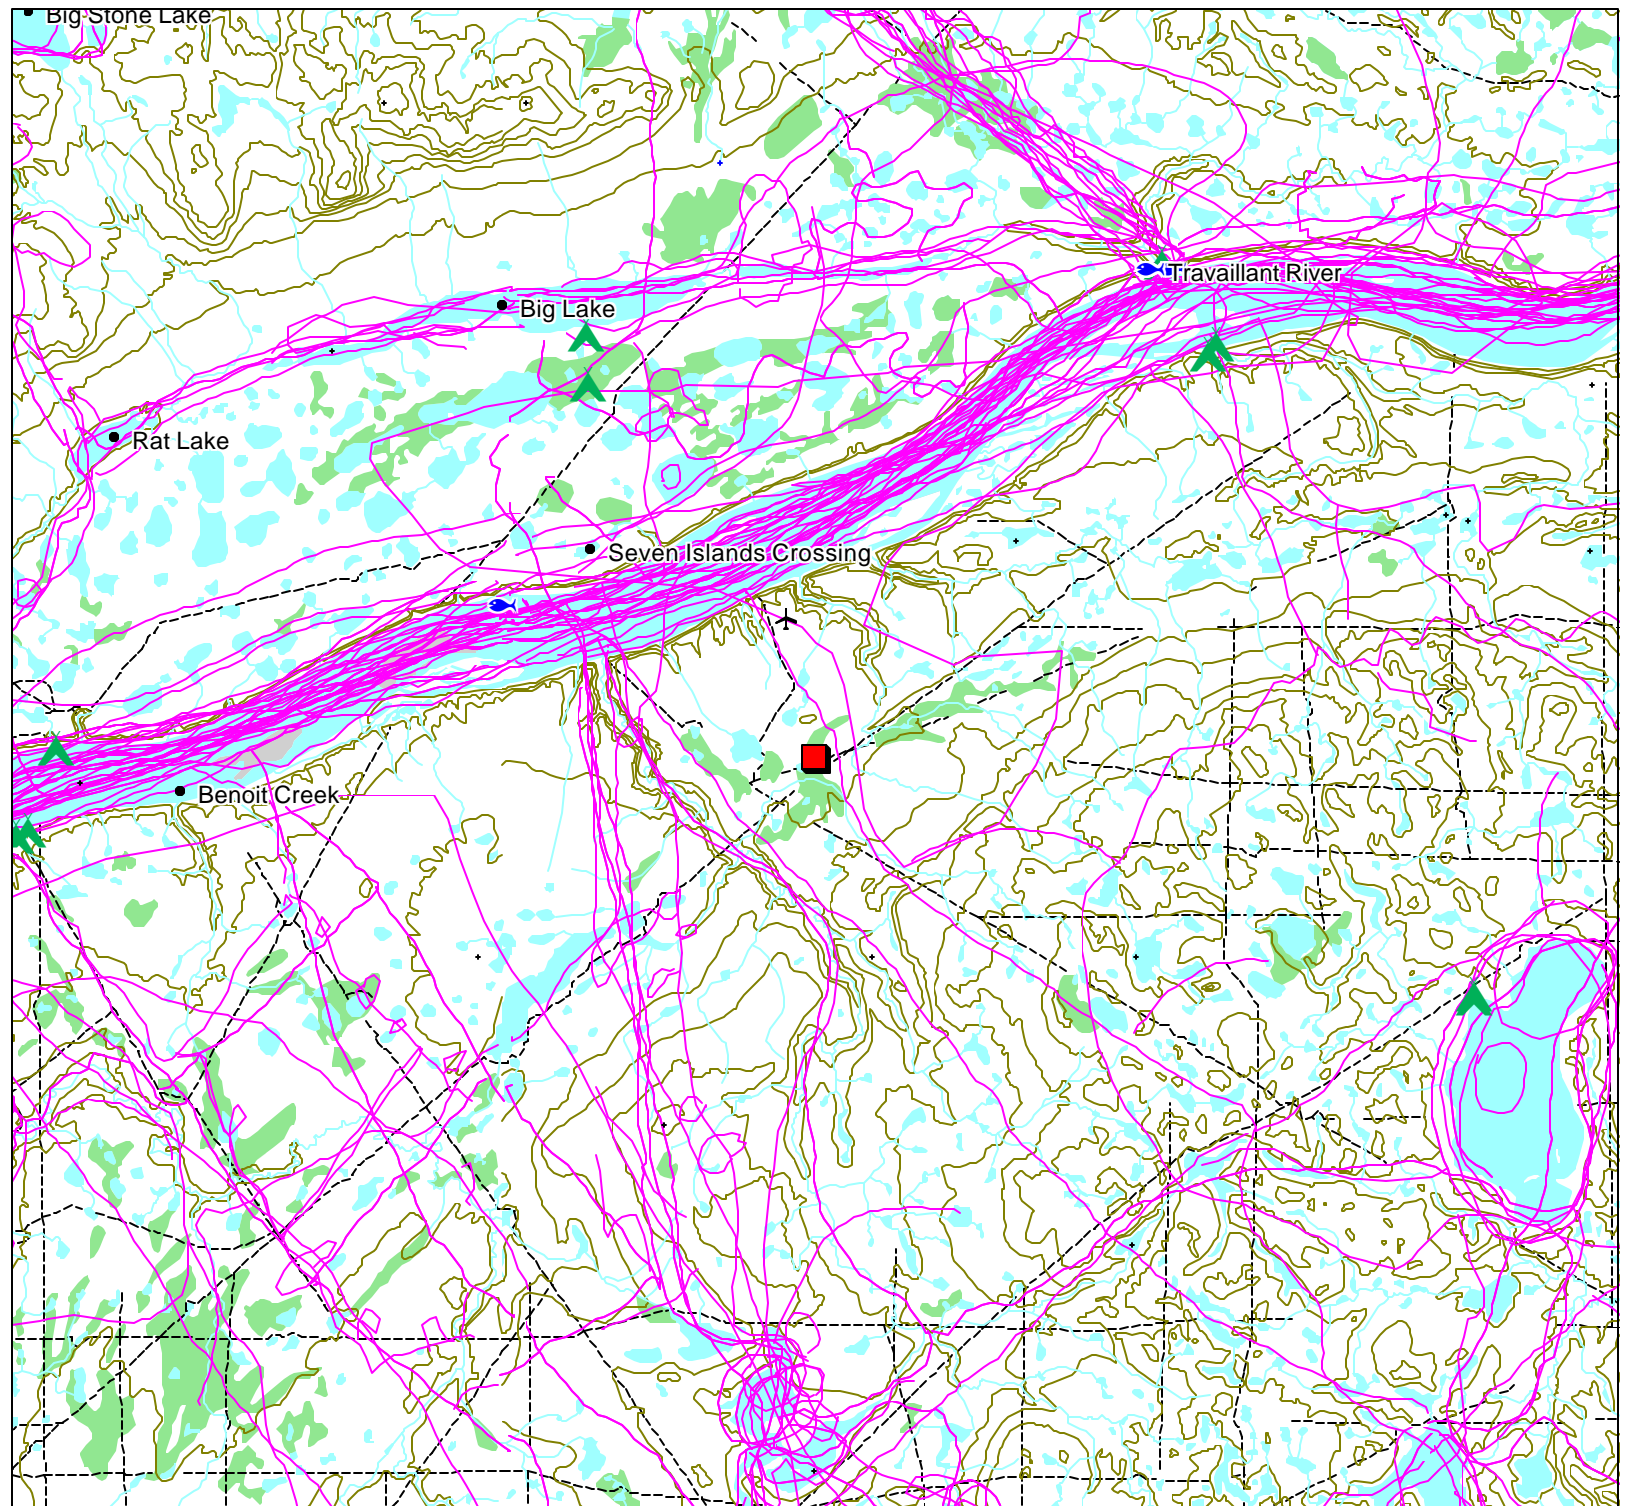 Big Stone Lake
Travaillant River
Big Lake
Rat Lake
Seven Islands Crossing
Benoit Creek